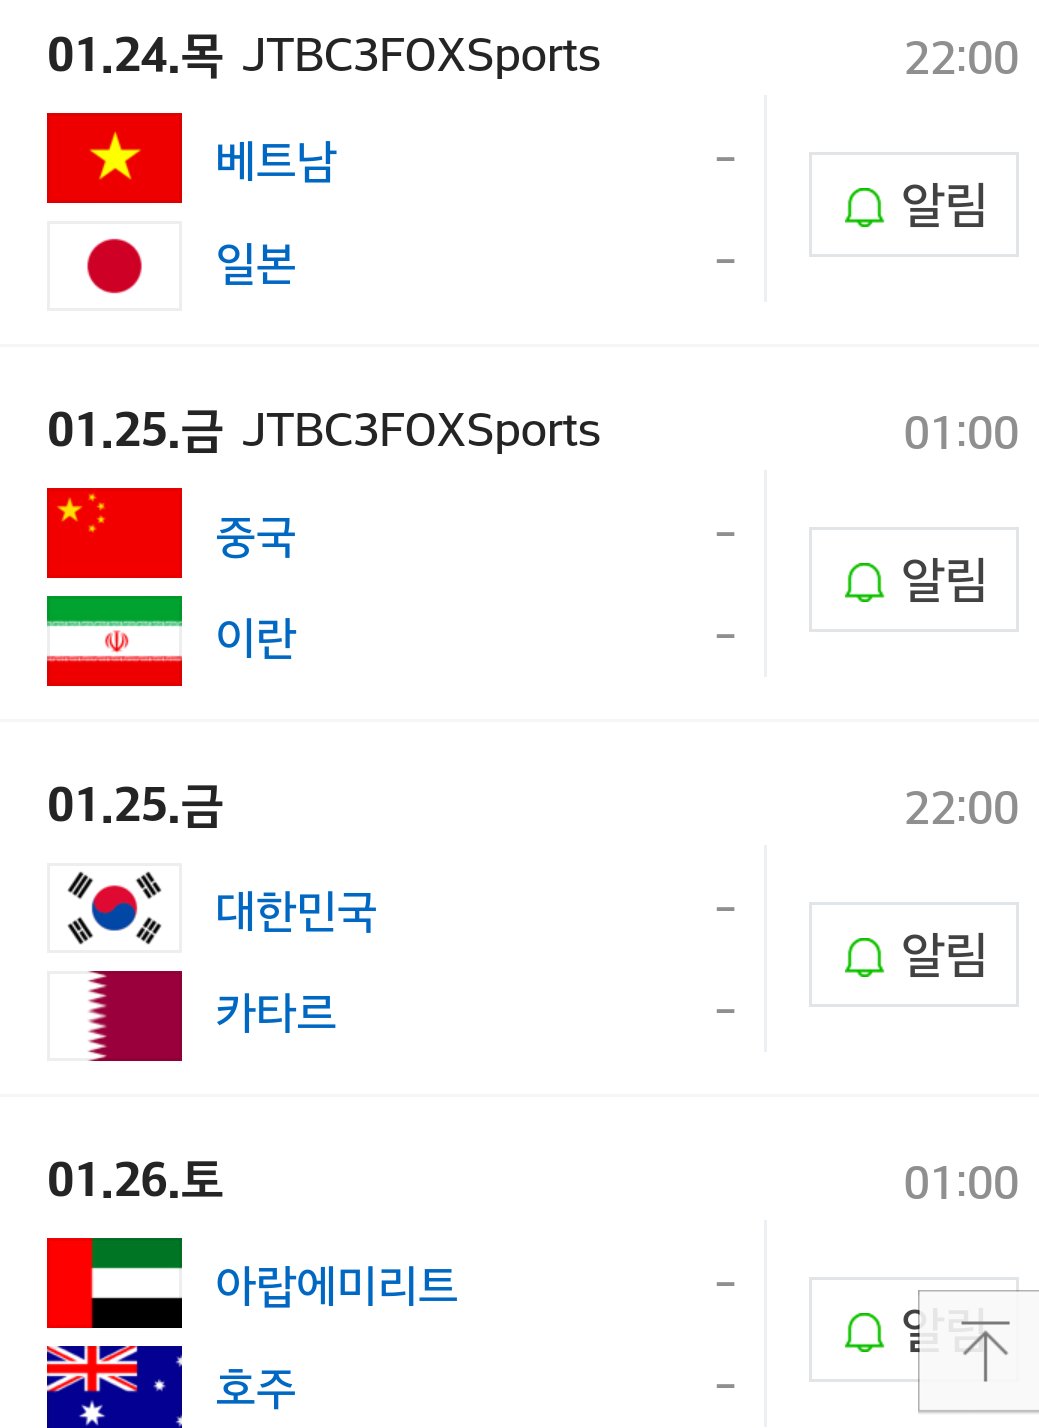 01.24.목 JTBC3FOXSports 22:00
베트남 -
알림
일본 -
01.25.금 JTBC3FOXSports 01:00
중국 -
알림
이란 -
01.25.금 22:00
대한민국 -
알림
카타르 -
01.26.토 01:00
아랍에미리트 -
알림
호주 -